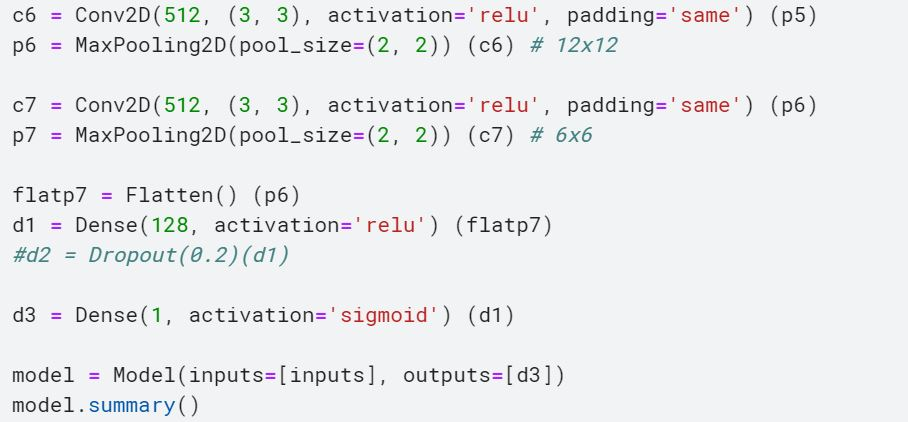 c6 = Conv2D(512, (3, 3), activation='relu', padding='same') (p5)
p6 = MaxPooling2D(pool_size=(2, 2)) (c6) # 12x12
c7 = Conv2D(512, (3, 3), activation='relu', padding='same') (p6)
p7 = MaxPooling2D(pool_size=(2, 2)) (c7) # 6x6
flatp7 = Flatten() (p6)
d1 = Dense(128, activation='relu') (flatp7)
#d2 = Dropout(0.2)(d1)
d3 = Dense(1, activation='sigmoid') (d1)
model = Model(inputs=[inputs], outputs=[d3])
model.summary()